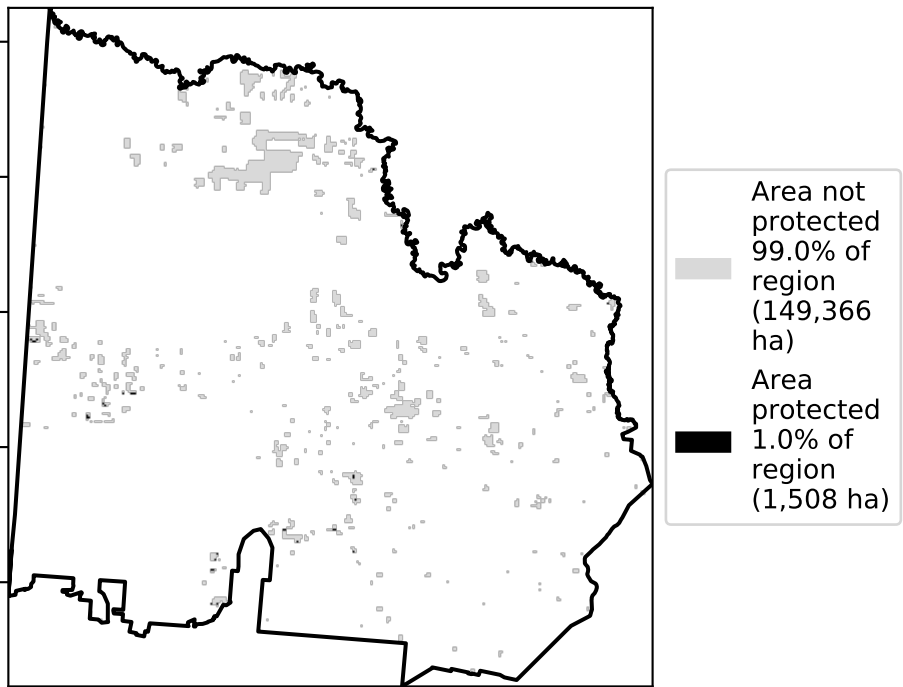 Area not
protected
99.0% of
region
(149,366
ha)
Area
protected
1.0% of
region
(1,508 ha)